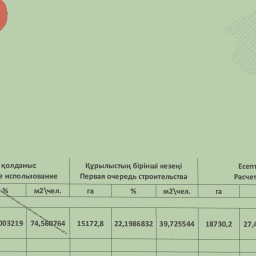 қолданыс Құрылыстың бірінші кезеңі Есепт
е использование Первая очередь строительства Расчет
% м2\чел. га % м2\чел. га
003219 74,560764 15172,8 22,1986832 39,725544 18730,2 27,4